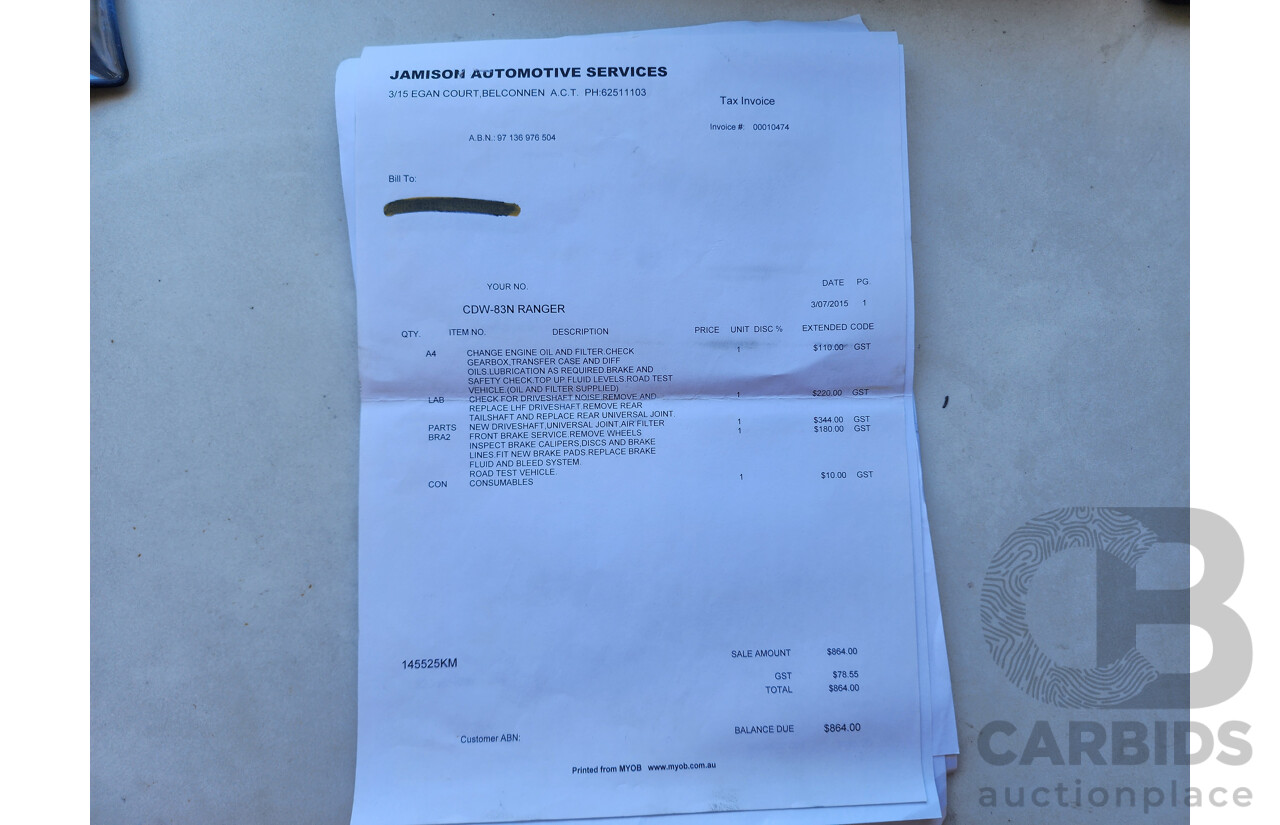 JAMISON AUTOMOTIVE SERVICES
3/15 EGAN COURT,BELCONNEN A.C.T. PH:62511103
Tax Invoice
Invoice #: 00010474
A.B.N.: 97 136 976 504
Bill To:
YOUR NO. DATE PG.
CDW-83N RANGER 3/07/2015 1
QTY. ITEM NO. DESCRIPTION PRICE UNIT DISC % EXTENDED CODE
A4 CHANGE ENGINE OIL AND FILTER.CHECK 1 $110.00 GST
GEARBOX,TRANSFER CASE AND DIFF
OILS.LUBRICATION AS REQUIRED.BRAKE AND
SAFETY CHECK.TOP UP FLUID LEVELS.ROAD TEST
VEHICLE.(OIL AND FILTER SUPPLIED)
LAB CHECK FOR DRIVESHAFT NOISE.REMOVE AND 1 $220.00 GST
REPLACE LHF DRIVESHAFT.REMOVE REAR
TAILSHAFT AND REPLACE REAR UNIVERSAL JOINT.
PARTS NEW DRIVESHAFT,UNIVERSAL JOINT,AIR FILTER 1 $344.00 GST
BRA2 FRONT BRAKE SERVICE.REMOVE WHEELS 1 $180.00 GST
INSPECT BRAKE CALIPERS,DISCS AND BRAKE
LINES.FIT NEW BRAKE PADS.REPLACE BRAKE
FLUID AND BLEED SYSTEM.
ROAD TEST VEHICLE.
CON CONSUMABLES 1 $10.00 GST
145525KM
SALE AMOUNT $864.00
GST $78.55
TOTAL $864.00
BALANCE DUE $864.00
Customer ABN:
Printed from MYOB www.myob.com.au
CB
CARBIDS
auctionplace